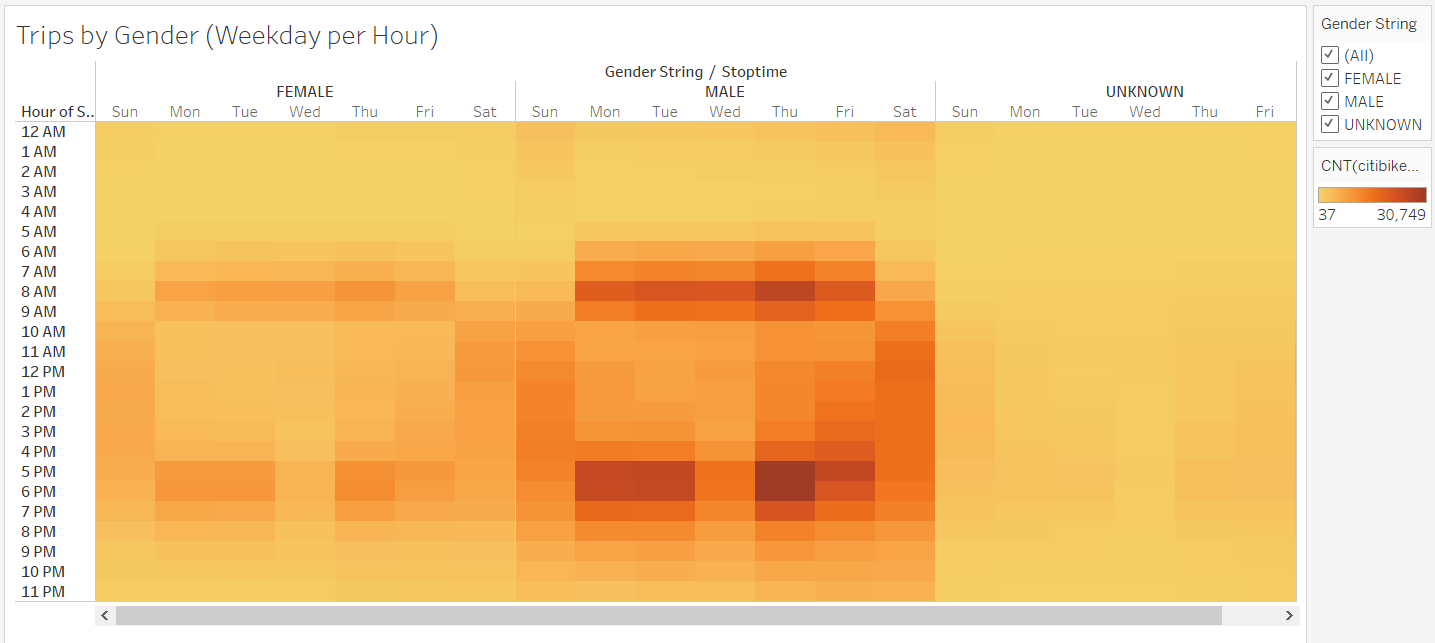 Trips by Gender (Weekday per Hour)
Gender String / Stoptime
FEMALE MALE UNKNOWN
Hour of S.. Sun Mon Tue Wed Thu Fri Sat Sun Mon Tue Wed Thu Fri Sat Sun Mon Tue Wed Thu Fri
12 AM
1 AM
2 AM
3 AM
4 AM
5 AM
6 AM
7 AM
8 AM
9 AM
10 AM
11 AM
12 PM
1 PM
2 PM
3 PM
4 PM
5 PM
6 PM
7 PM
8 PM
9 PM
10 PM
11 PM
Gender String
(All)
FEMALE
MALE
UNKNOWN
CNT(citibike...
37 30,749